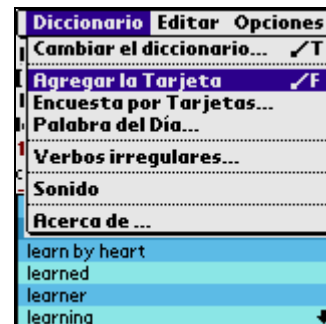 Diccionario Editar Opciones
Cambiar el diccionario... ✓T
Agregar la Tarjeta ✓F
Encuesta por Tarjetas...
Palabra del Día...
Verbos irregulares...
Sonido
Acerca de ...
learn by heart
learned
learner
learning